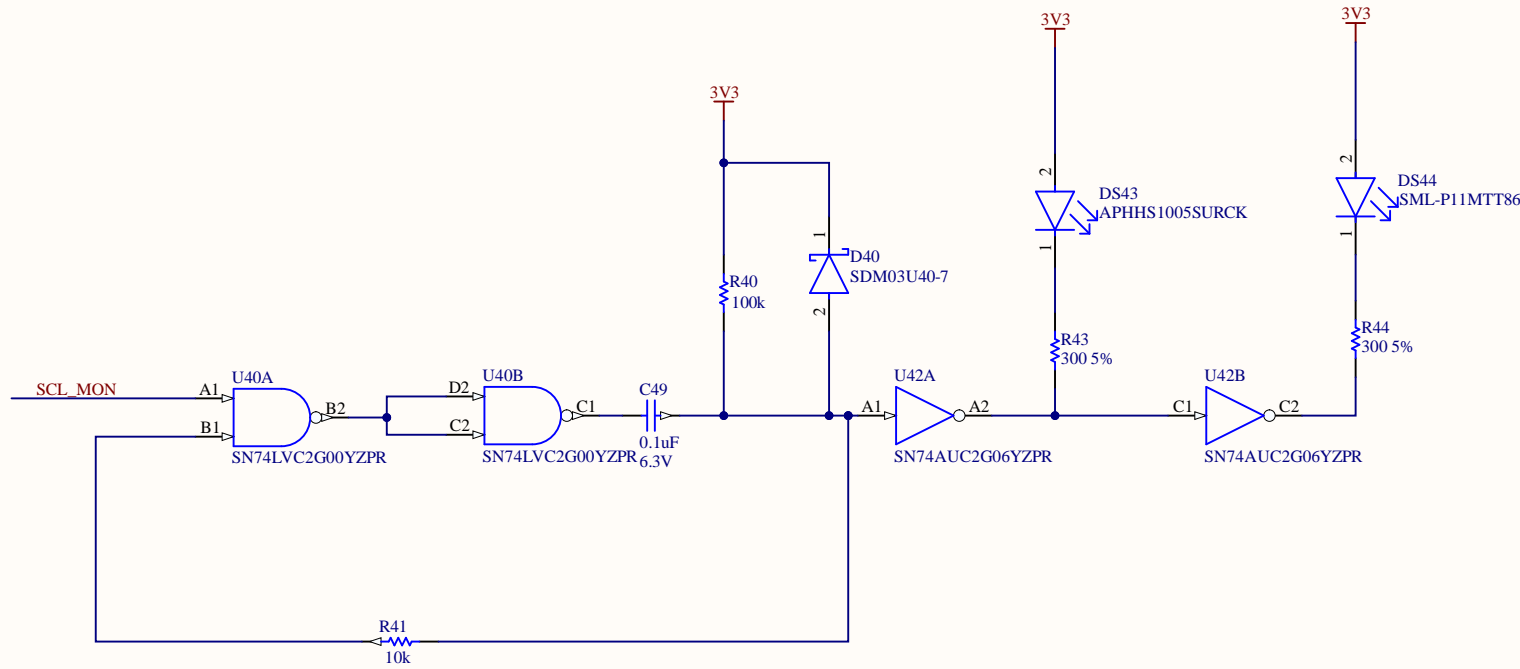 3V3
3V3
3V3
2
DS43
APHHS1005SURCK
1
2
DS44
SML-P11MTT86
1
R40
100k
1
D40
SDM03U40-7
2
R43
300 5%
R44
300 5%
SCL_MON
A1
B1
U40A
B2
SN74LVC2G00YZPR
D2
C2
U40B
C1
SN74LVC2G00YZPR
C49
0.1uF
6.3V
A1
U42A
A2
SN74AUC2G06YZPR
C1
U42B
C2
SN74AUC2G06YZPR
R41
10k